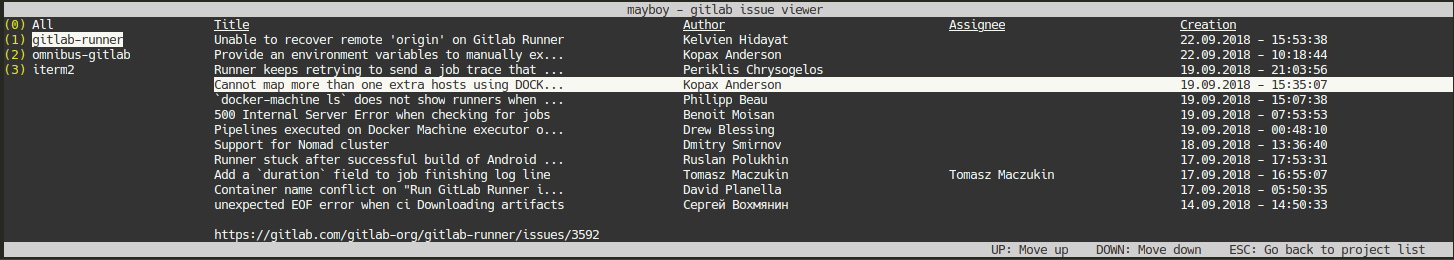 mayboy - gitlab issue viewer
(0) All Title Author Assignee Creation
(1) gitlab-runner Unable to recover remote 'origin' on Gitlab Runner Kelvien Hidayat 22.09.2018 - 15:53:38
(2) omnibus-gitlab Provide an environment variables to manually ex... Kopax Anderson 22.09.2018 - 10:18:44
(3) iterm2 Runner keeps retrying to send a job trace that ... Periklis Chrysogelos 19.09.2018 - 21:03:56
Cannot map more than one extra hosts using DOCK... Kopax Anderson 19.09.2018 - 15:35:07
`docker-machine ls` does not show runners when ... Philipp Beau 19.09.2018 - 15:07:38
500 Internal Server Error when checking for jobs Benoit Moisan 19.09.2018 - 07:53:53
Pipelines executed on Docker Machine executor o... Drew Blessing 19.09.2018 - 00:48:10
Support for Nomad cluster Dmitry Smirnov 18.09.2018 - 13:36:40
Runner stuck after successful build of Android ... Ruslan Polukhin 17.09.2018 - 17:53:31
Add a `duration` field to job finishing log line Tomasz Maczukin Tomasz Maczukin 17.09.2018 - 16:55:07
Container name conflict on "Run GitLab Runner i... David Planella 17.09.2018 - 05:50:35
unexpected EOF error when ci Downloading artifacts Сергей Вохмянин 14.09.2018 - 14:50:33
https://gitlab.com/gitlab-org/gitlab-runner/issues/3592
UP: Move up DOWN: Move down ESC: Go back to project list